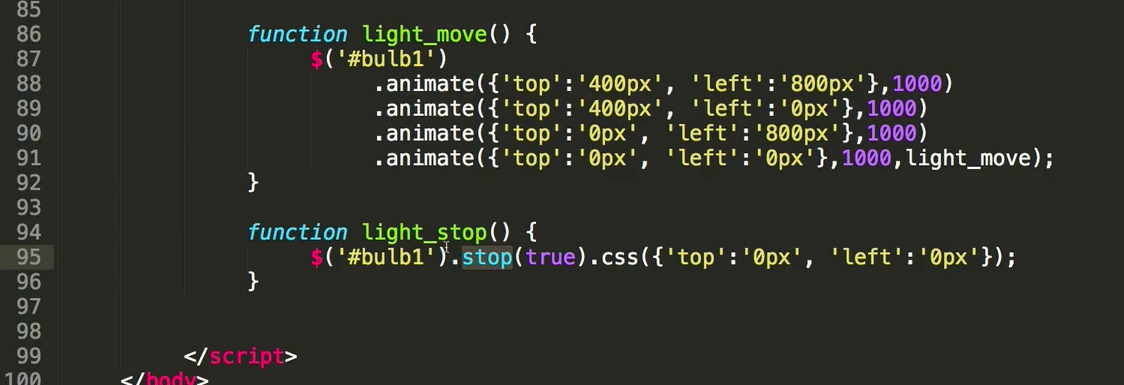 85
86 function light_move() {
87 $('#bulb1')
88 .animate({'top':'400px', 'left':'800px'},1000)
89 .animate({'top':'400px', 'left':'0px'},1000)
90 .animate({'top':'0px', 'left':'800px'},1000)
91 .animate({'top':'0px', 'left':'0px'},1000,light_move);
92 }
93
94 function light_stop() {
95 $('#bulb1').stop(true).css({'top':'0px', 'left':'0px'});
96 }
97
98
99 </script>
100 </body>